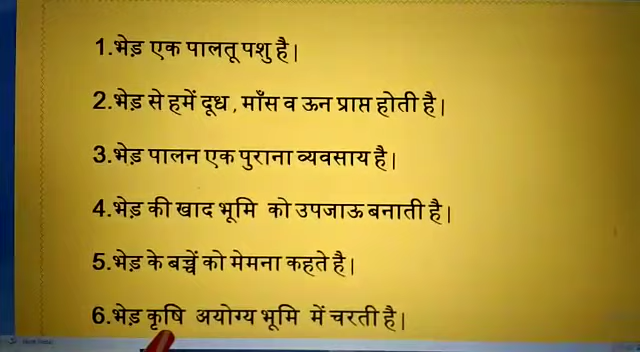 1.भेड़ एक पालतू पशु है|
2.भेड़ से हमें दूध , माँस व ऊन प्राप्त होती है|
3.भेड़ पालन एक पुराना व्यवसाय है|
4.भेड़ की खाद भूमि को उपजाऊ बनाती है|
5.भेड़ के बच्चें को मेमना कहते है|
6.भेड़ कृषि अयोग्य भूमि में चरती है|